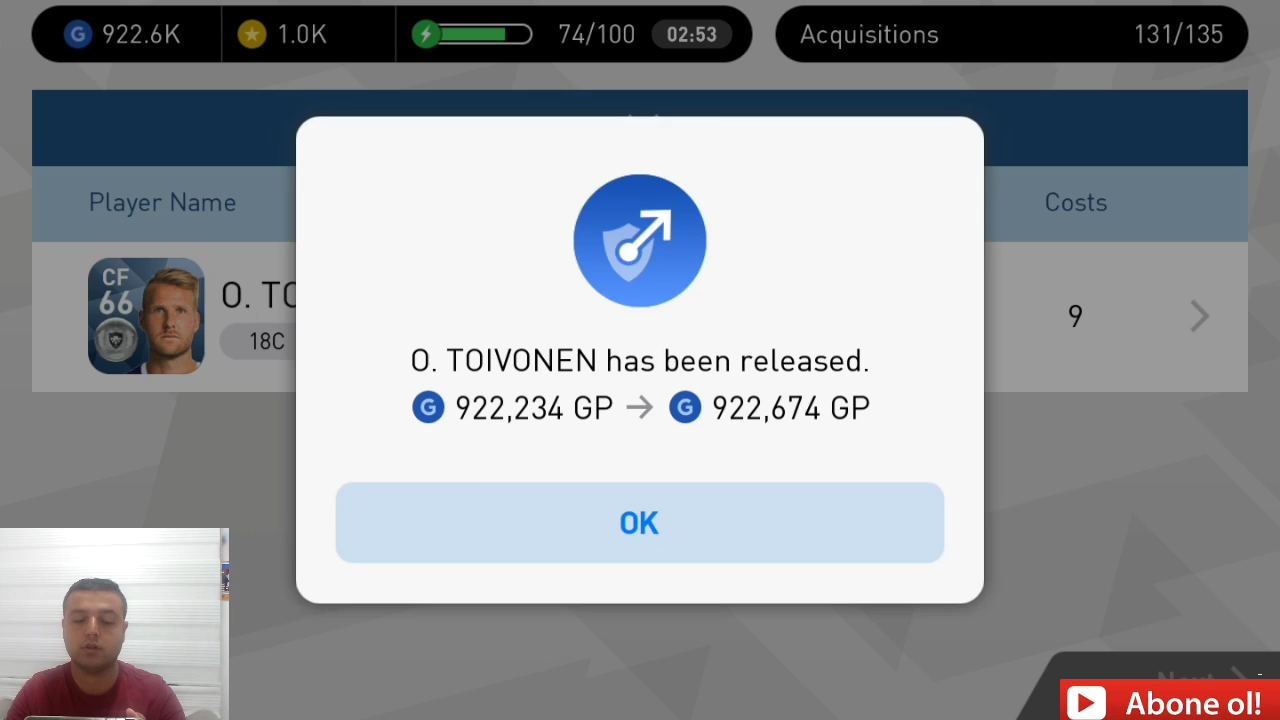 922.6K
1.0K
74/100
02:53
Acquisitions
131/135
Player Name
Costs
CF
66
O. TO
18C
9
O. TOIVONEN has been released.
G 922,234 GP → G 922,674 GP
OK
Next
Abone ol!